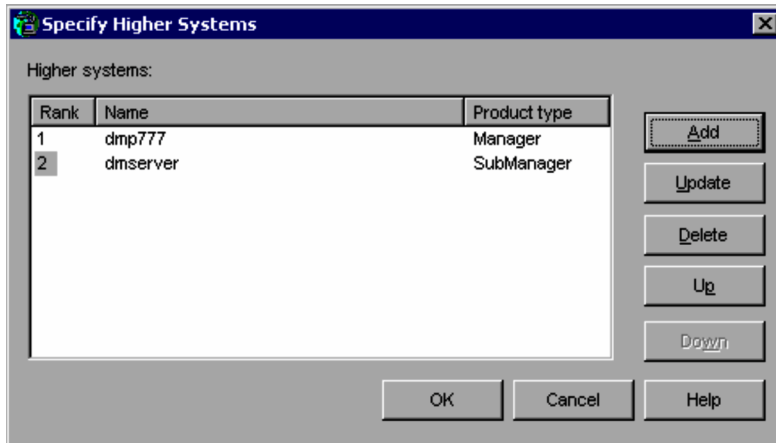 Specify Higher Systems
Higher systems:
Rank Name Product type
1 dmp777 Manager
2 dmserver SubManager
Add
Update
Delete
Up
Down
OK Cancel Help